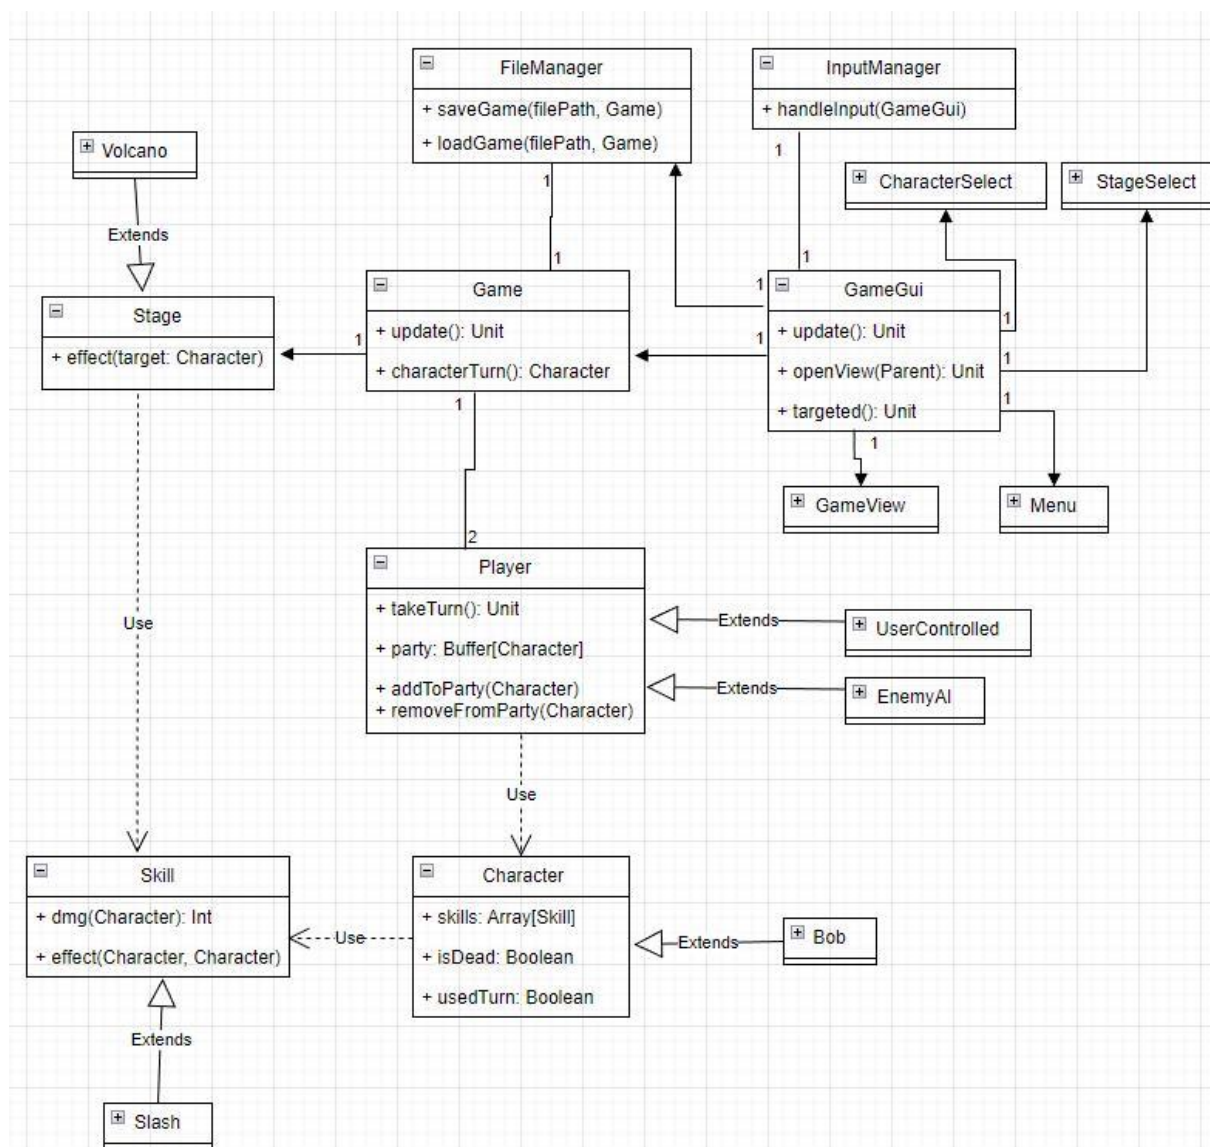 FileManager
+ saveGame(filePath, Game)
+ loadGame(filePath, Game)
InputManager
+ handleInput(GameGui)
Volcano
Extends
CharacterSelect
StageSelect
1
1
1
1
Stage
+ effect(target: Character)
1
Game
+ update(): Unit
+ characterTurn(): Character
1
1
1
GameGui
+ update(): Unit
+ openView(Parent): Unit
+ targeted(): Unit
1
1
1
1
GameView
Menu
2
Player
+ takeTurn(): Unit
+ party: Buffer[Character]
+ addToParty(Character)
+ removeFromParty(Character)
Extends
UserControlled
Extends
EnemyAI
Use
Use
Skill
+ dmg(Character): Int
+ effect(Character, Character)
Use
Character
+ skills: Array[Skill]
+ isDead: Boolean
+ usedTurn: Boolean
Extends
Bob
Extends
Slash